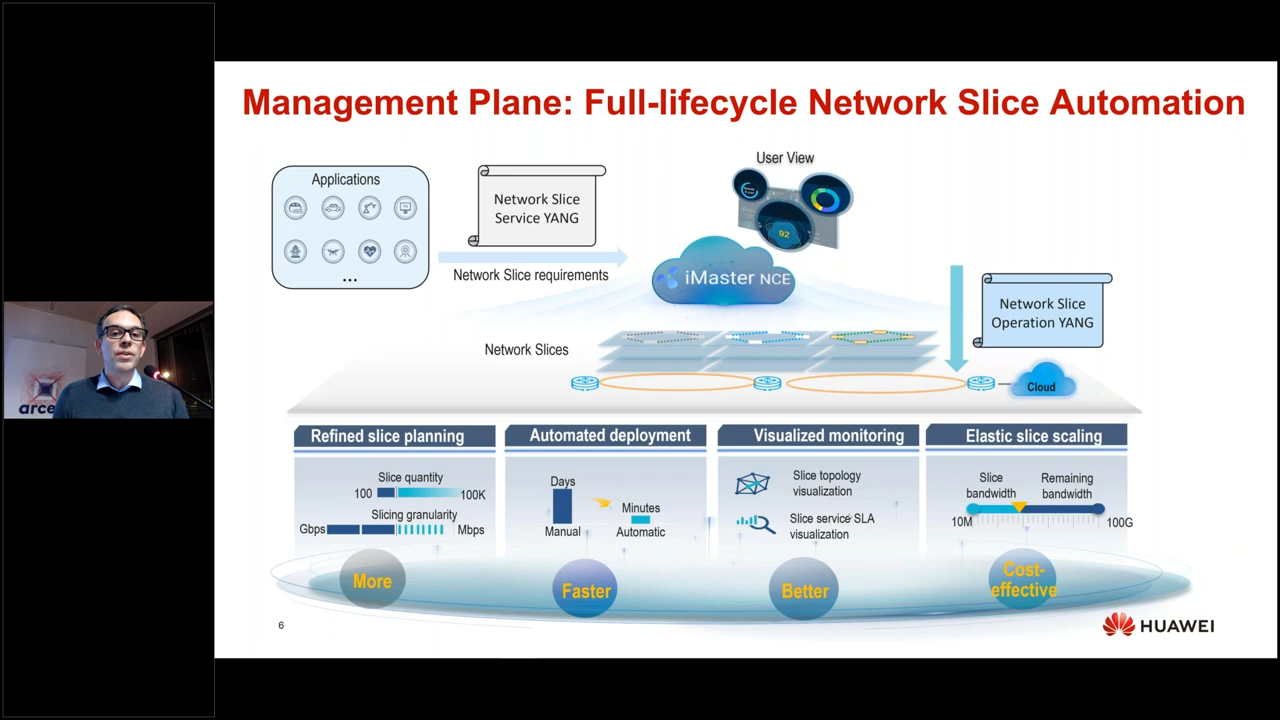 Management Plane: Full-lifecycle Network Slice Automation
Applications
...
Network Slice
Service YANG
Network Slice requirements
User View
92
iMaster NCE
Network Slice
Operation YANG
Network Slices
Cloud
Refined slice planning
Slice quantity
100
100K
Slicing granularity
Gbps
Mbps
More
Automated deployment
Days
Manual
Minutes
Automatic
Faster
Visualized monitoring
Slice topology
visualization
Slice service SLA
visualization
Better
Elastic slice scaling
Slice
bandwidth
Remaining
bandwidth
10M
100G
Cost-
effective
6
HUAWEI